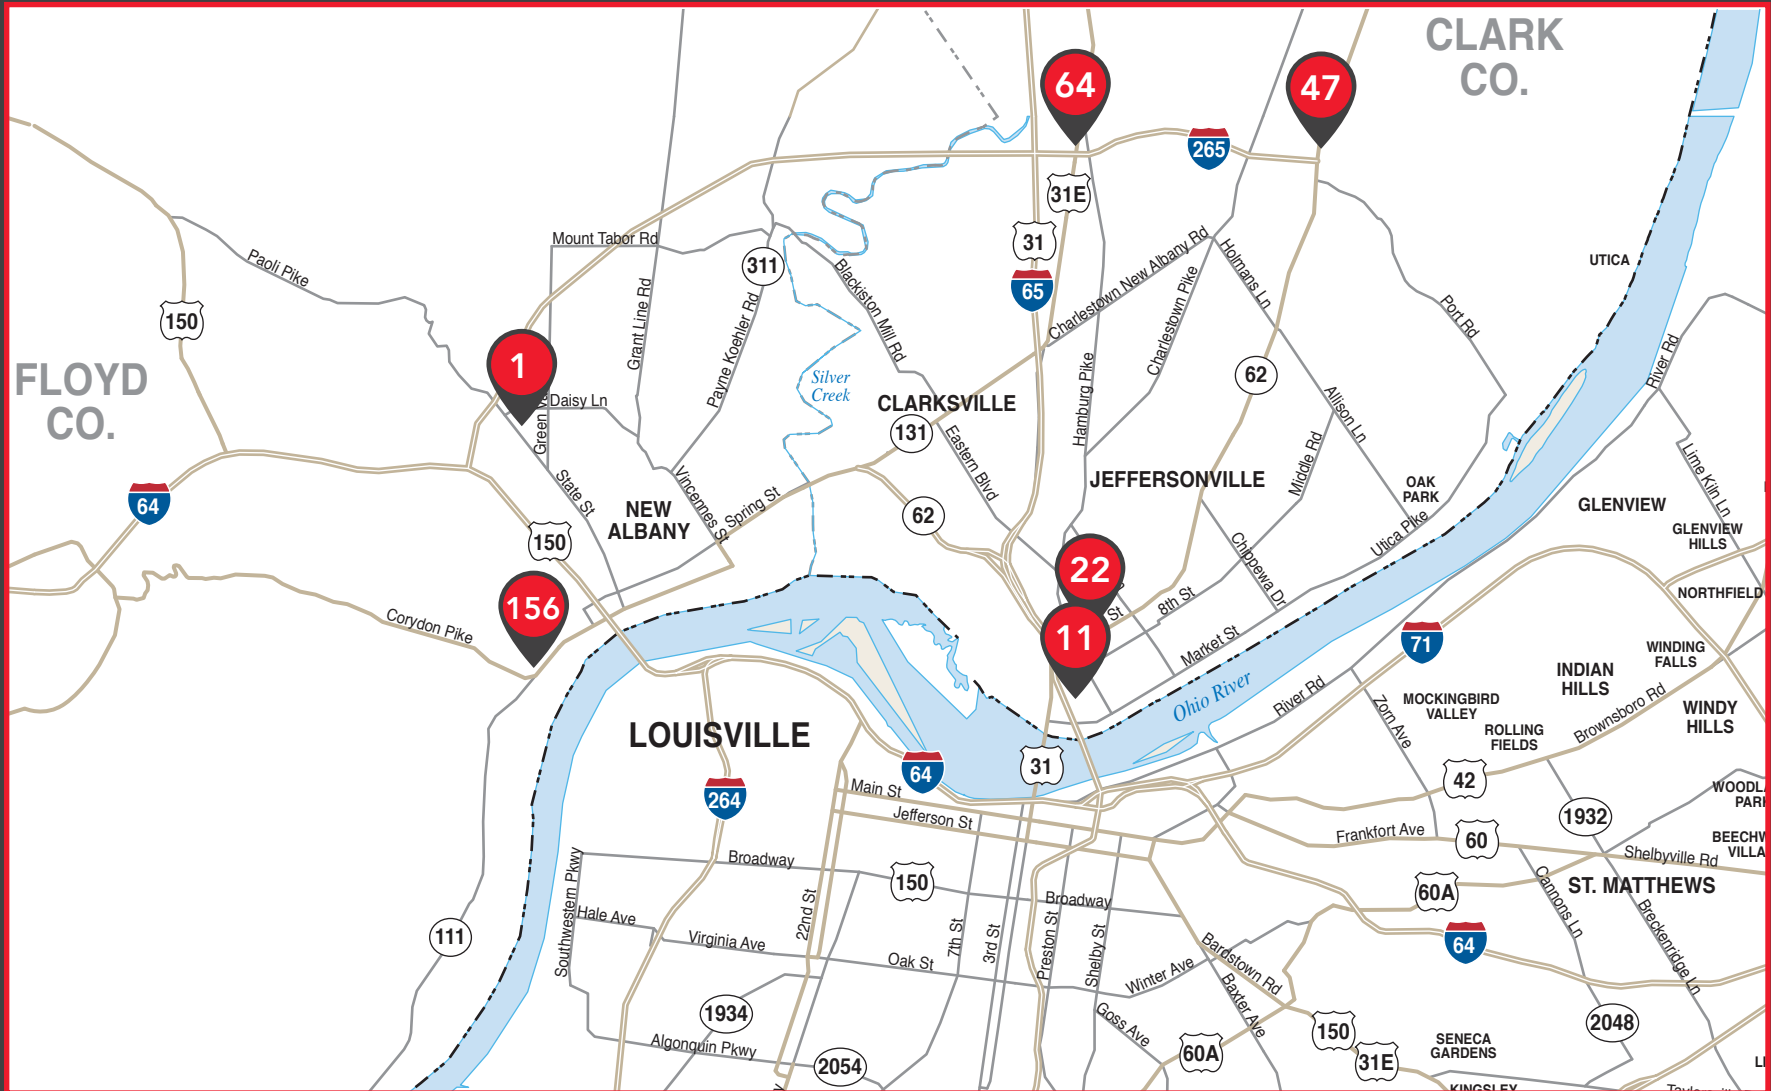 CLARK
CO.
64
47
265
31E
31
65
Mount Tabor Rd
311
Paoli Pike
150
Grant Line Rd
Payne Koehler Rd
Blackiston Mill Rd
Charlestown New Albany Rd
Holmans Ln
Charlestown Pike
UTICA
Port Rd
River Rd
FLOYD
CO.
1
Daisy Ln
Silver
Creek
CLARKSVILLE
131
Hamburg Pike
62
Allison Ln
Middle Rd
Eastern Blvd
JEFFERSONVILLE
OAK
PARK
Lime Kiln Ln
GLENVIEW
GLENVIEW
HILLS
64
State St
NEW
ALBANY
Vincennes St
Spring St
62
150
Chippewa Dr
Utica Pike
NORTHFIELD
156
Corydon Pike
22
St
8th St
11
Market St
71
WINDING
FALLS
INDIAN
HILLS
Ohio River
River Rd
Zorn Ave
MOCKINGBIRD
VALLEY
ROLLING
FIELDS
Brownsboro Rd
WINDY
HILLS
LOUISVILLE
264
64
31
42
Main St
Jefferson St
1932
Frankfort Ave
60
Shelbyville Rd
Broadway
150
Broadway
60A
ST. MATTHEWS
Southwestern Pkwy
Hale Ave
Virginia Ave
22nd St
Oak St
7th St
3rd St
Preston St
Shelby St
Winter Ave
Bardstown Rd
Baxter Ave
64
Cannons Ln
Breckenridge Ln
111
1934
Algonquin Pkwy
2054
Goss Ave
60A
150
31E
SENECA
GARDENS
2048
KINGSLEY